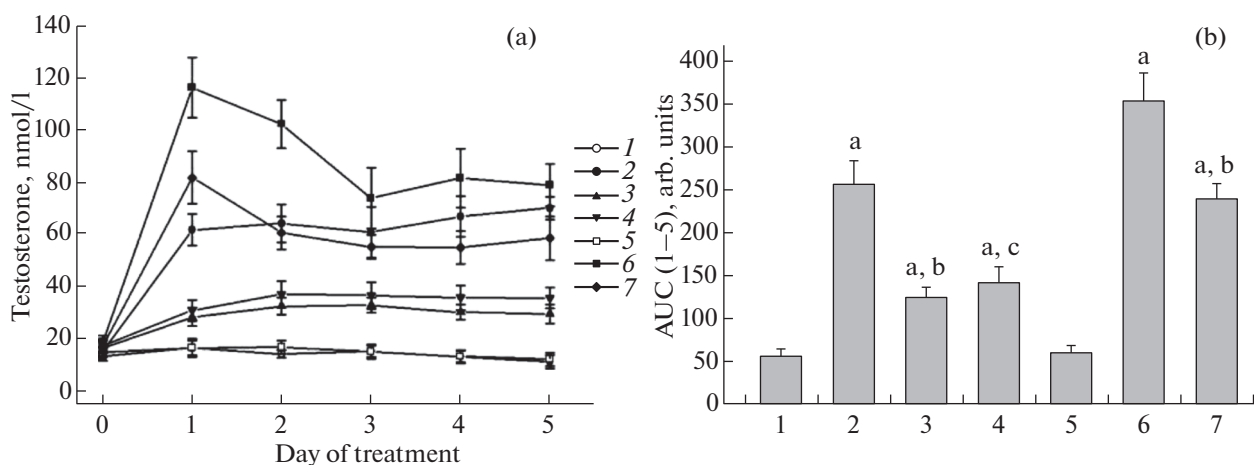 (a)
Testosterone, nmol/l
140
120
100
80
60
40
20
0
0 1 2 3 4 5
Day of treatment
1
2
3
4
5
6
7
(b)
AUC (1–5), arb. units
400
350
300
250
200
150
100
50
0
a
a, b
a, c
a
a, b
1 2 3 4 5 6 7